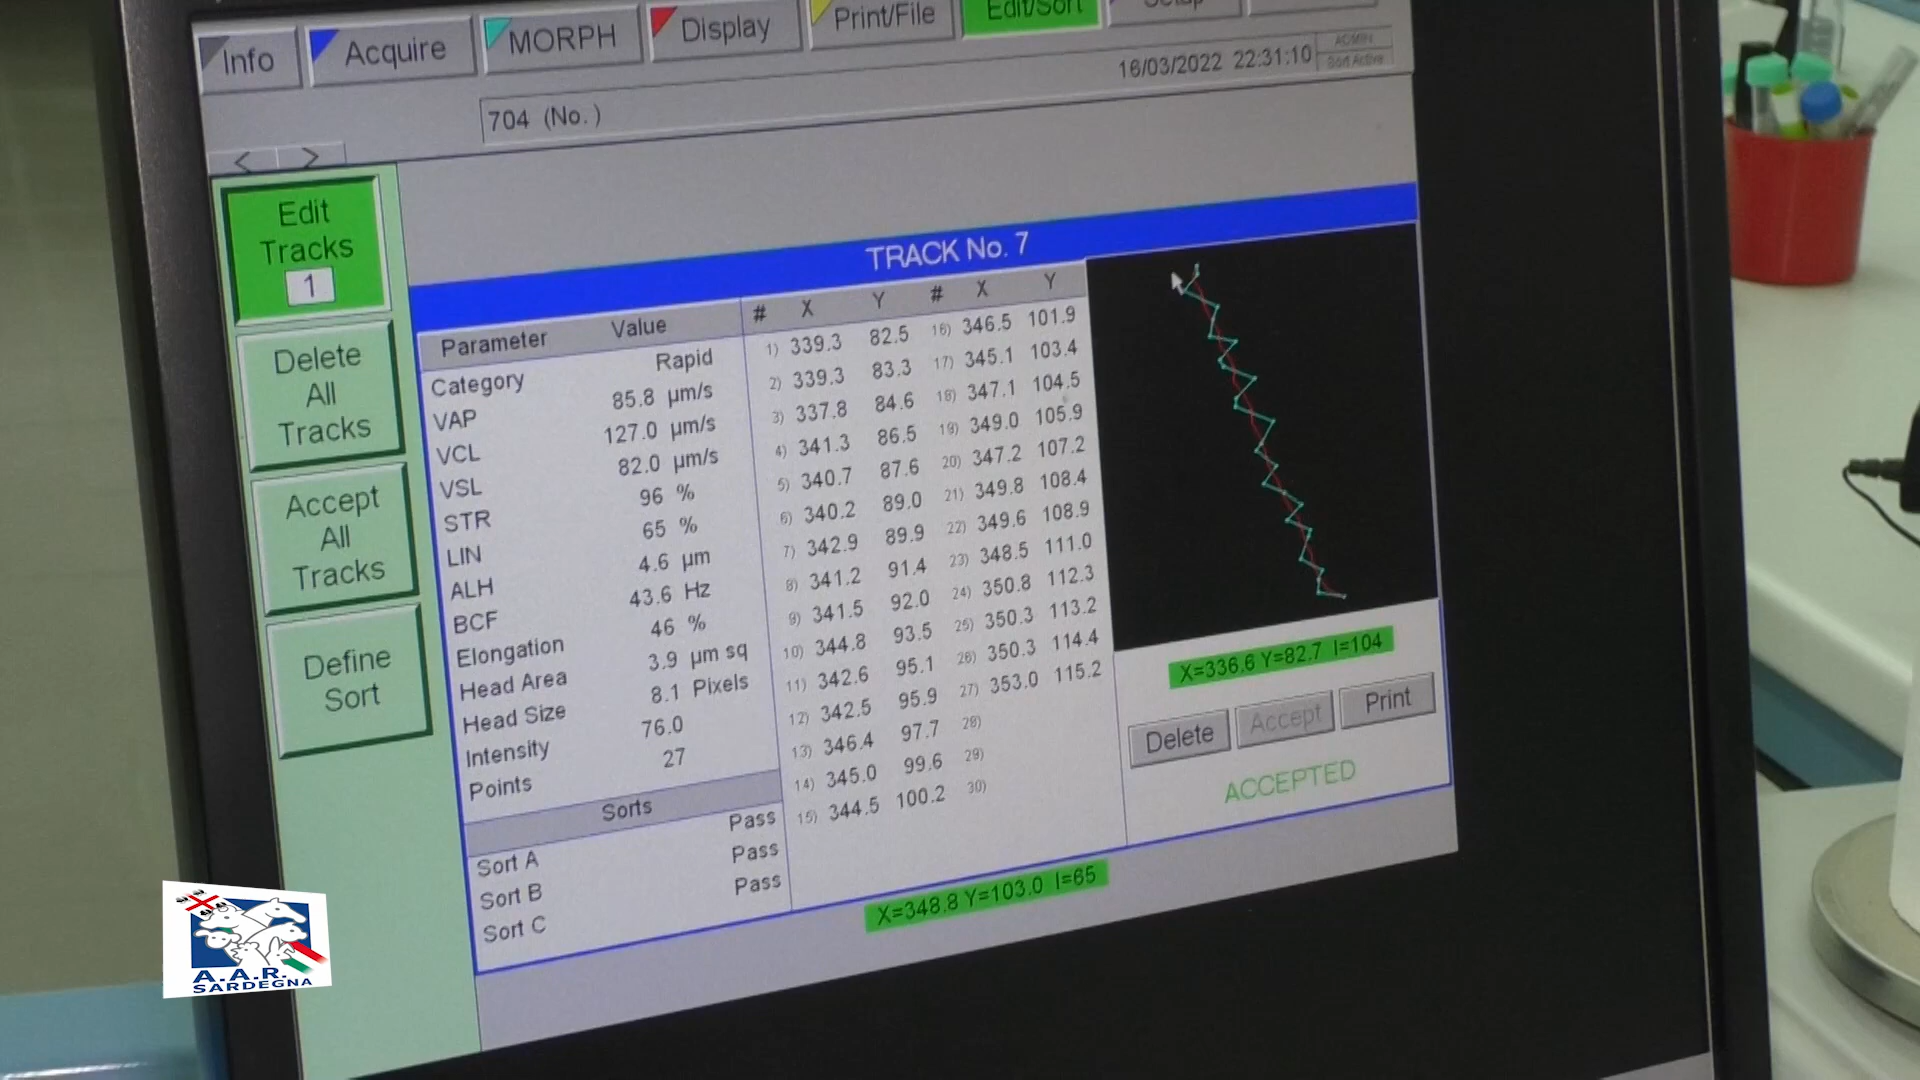 Info
Acquire
MORPH
Display
Print/File
Edit/Sort
16/03/2022 22:31:10
ADMIN
Sort Active
704 (No.)
< >
Edit
Tracks
1
Delete
All
Tracks
Accept
All
Tracks
Define
Sort
TRACK No. 7
Parameter Value
Category Rapid
VAP 85.8 µm/s
VCL 127.0 µm/s
VSL 82.0 µm/s
STR 96 %
LIN 65 %
ALH 4.6 µm
BCF 43.6 Hz
Elongation 46 %
Head Area 3.9 µm sq
Head Size 8.1 Pixels
Intensity 76.0
Points 27
Sorts
Sort A Pass
Sort B Pass
Sort C Pass
# X Y # X Y
1) 339.3 82.5 16) 346.5 101.9
2) 339.3 83.3 17) 345.1 103.4
3) 337.8 84.6 18) 347.1 104.5
4) 341.3 86.5 19) 349.0 105.9
5) 340.7 87.6 20) 347.2 107.2
6) 340.2 89.0 21) 349.8 108.4
7) 342.9 89.9 22) 349.6 108.9
8) 341.2 91.4 23) 348.5 111.0
9) 341.5 92.0 24) 350.8 112.3
10) 344.8 93.5 25) 350.3 113.2
11) 342.6 95.1 26) 350.3 114.4
12) 342.5 95.9 27) 353.0 115.2
13) 346.4 97.7 28)
14) 345.0 99.6 29)
15) 344.5 100.2 30)
X=336.6 Y=82.7 I=104
Delete
Accept
Print
ACCEPTED
X=348.8 Y=103.0 I=65
A.A.R.
SARDEGNA